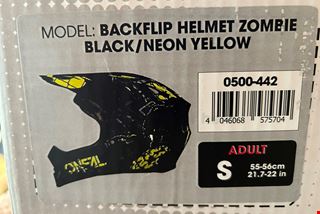 MODEL: BACKFLIP HELMET ZOMBIE
BLACK/NEON YELLOW
0500-442
4 046068 575704
ONEAL
ADULT
S
55-56cm
21.7-22 in